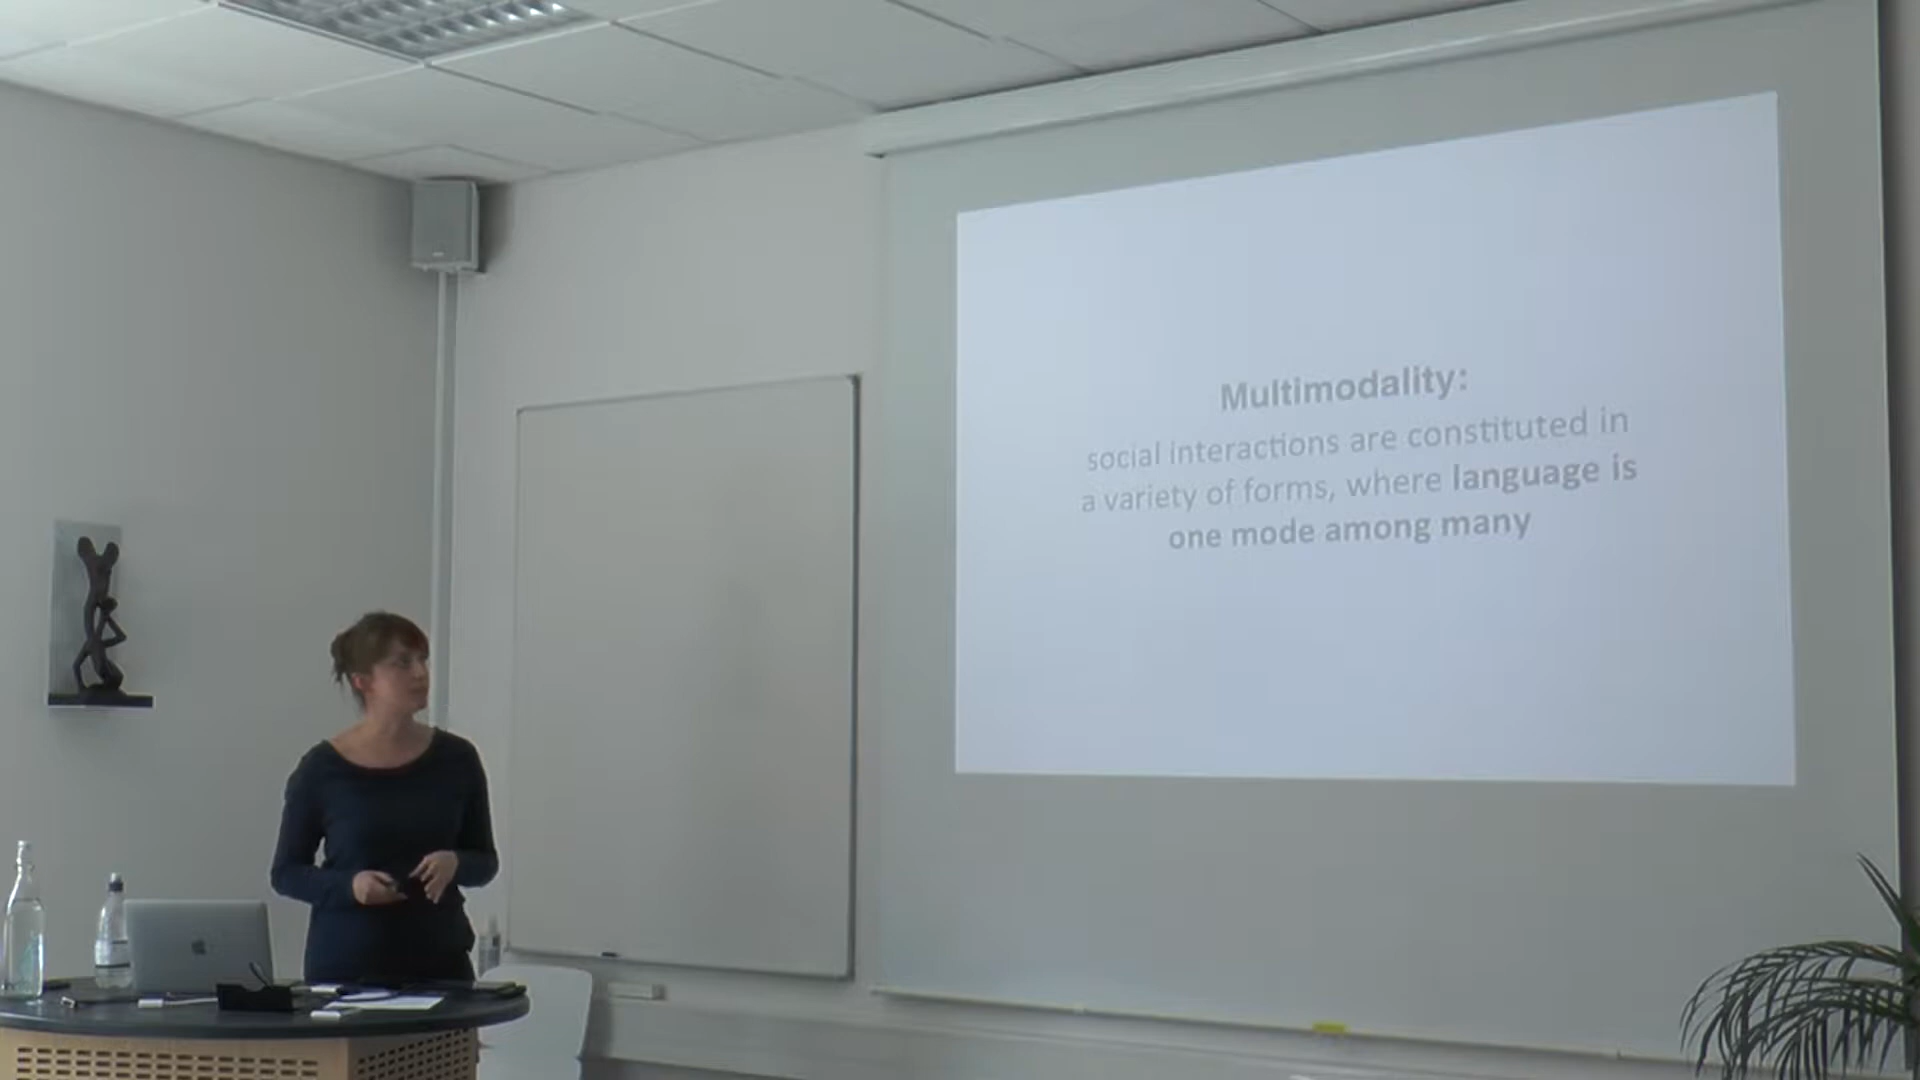 Multimodality:
social interactions are constituted in
a variety of forms, where language is
one mode among many